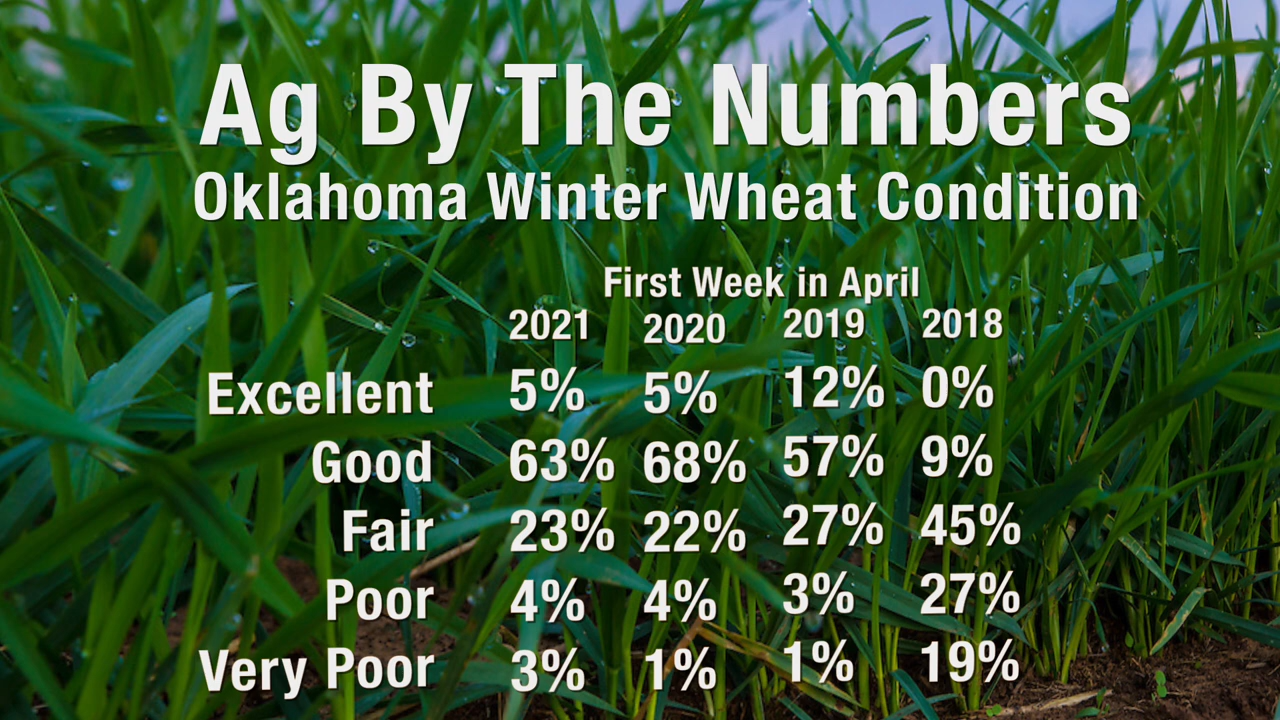 Ag By The Numbers
Oklahoma Winter Wheat Condition
First Week in April
2021 2020 2019 2018
Excellent 5% 5% 12% 0%
Good 63% 68% 57% 9%
Fair 23% 22% 27% 45%
Poor 4% 4% 3% 27%
Very Poor 3% 1% 1% 19%